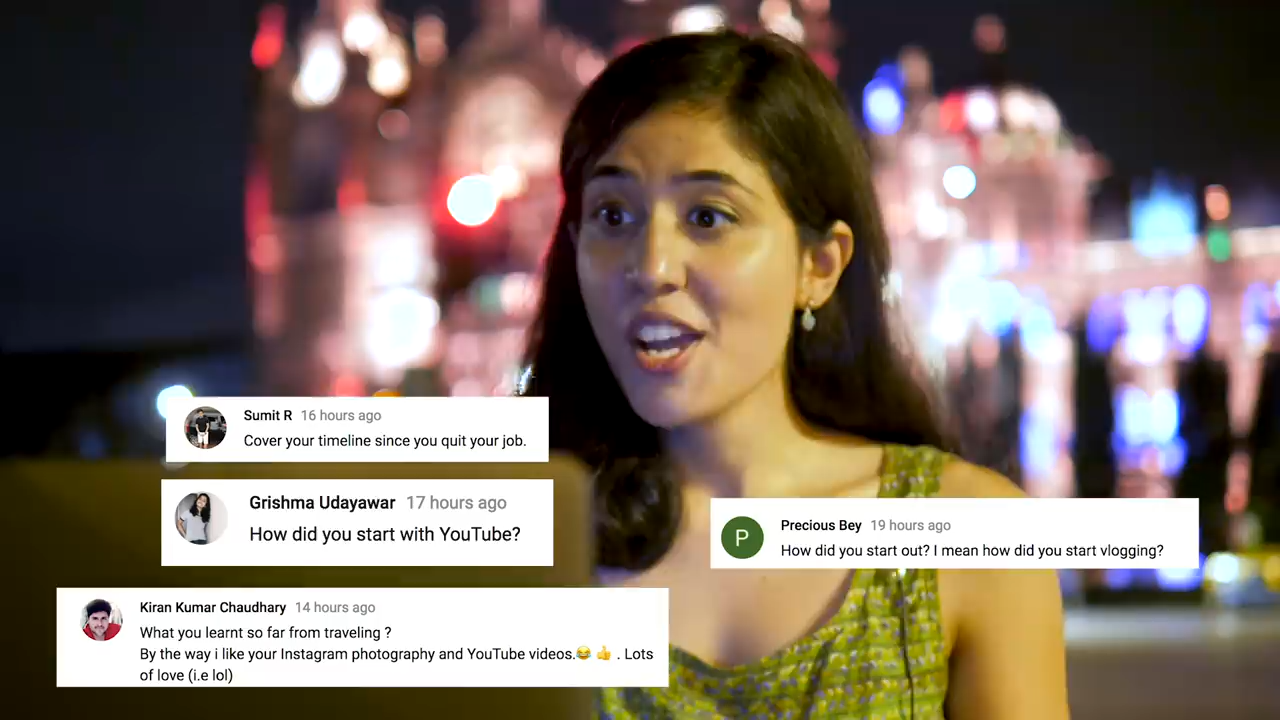 Sumit R 16 hours ago
Cover your timeline since you quit your job.
Grishma Udayawar 17 hours ago
How did you start with YouTube?
P
Precious Bey 19 hours ago
How did you start out? I mean how did you start vlogging?
Kiran Kumar Chaudhary 14 hours ago
What you learnt so far from traveling ?
By the way i like your Instagram photography and YouTube videos.😂 👍 . Lots
of love (i.e lol)